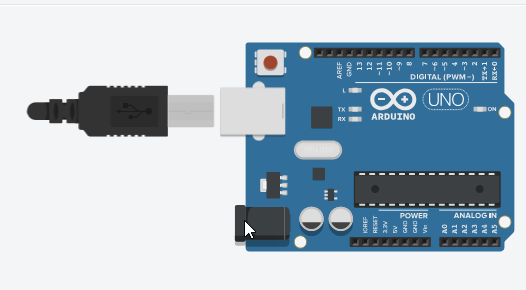 AREF
GND
13
12
~11
~10
~9
8
7
~6
~5
4
~3
2
TX→1
RX←0
DIGITAL (PWM~)
L
TX
RX
ARDUINO
UNO
ON
POWER
ANALOG IN
IOREF
RESET
3.3V
5V
GND
GND
Vin
A0
A1
A2
A3
A4
A5